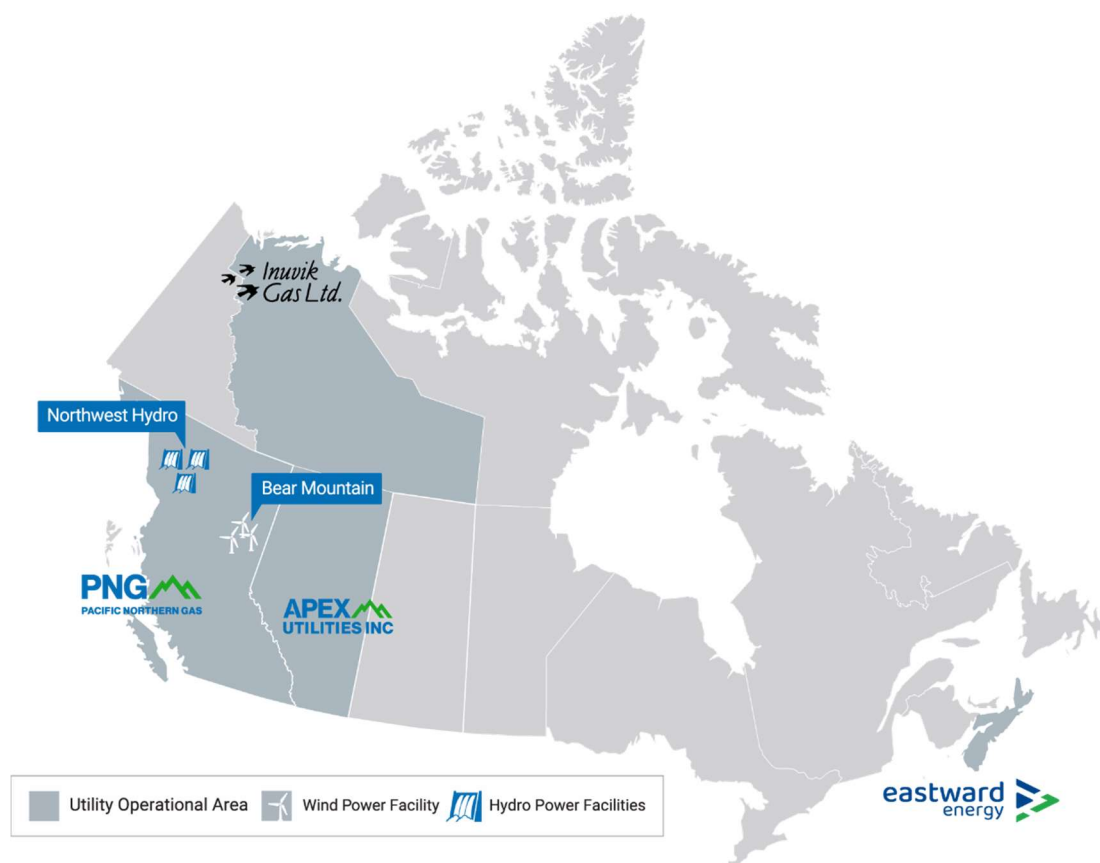 Inuvik
Gas Ltd.
Northwest Hydro
Bear Mountain
PNG
PACIFIC NORTHERN GAS
APEX
UTILITIES INC
eastward
energy
Utility Operational Area
Wind Power Facility
Hydro Power Facilities